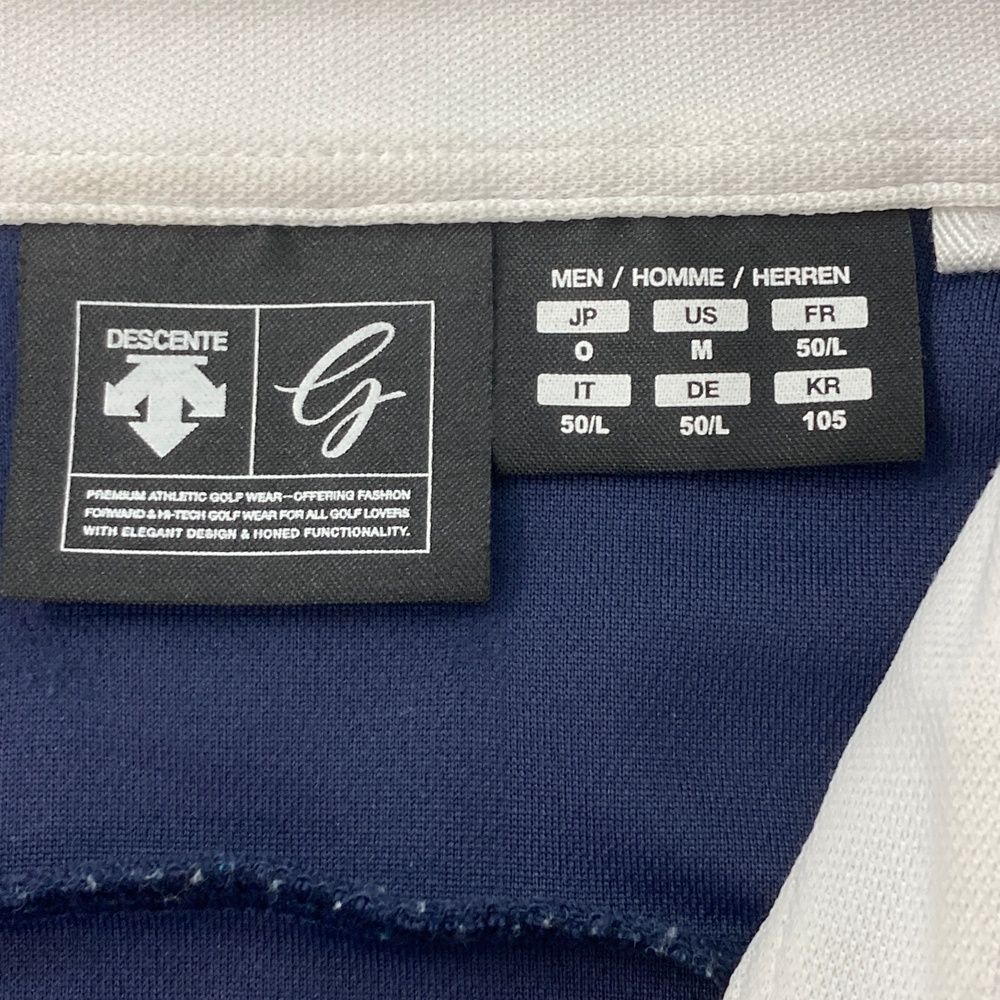 DESCENTE
G
PREMIUM ATHLETIC GOLF WEAR—OFFERING FASHION
FORWARD & HI-TECH GOLF WEAR FOR ALL GOLF LOVERS
WITH ELEGANT DESIGN & HONED FUNCTIONALITY.
MEN / HOMME / HERREN
JP US FR
O M 50/L
IT DE KR
50/L 50/L 105